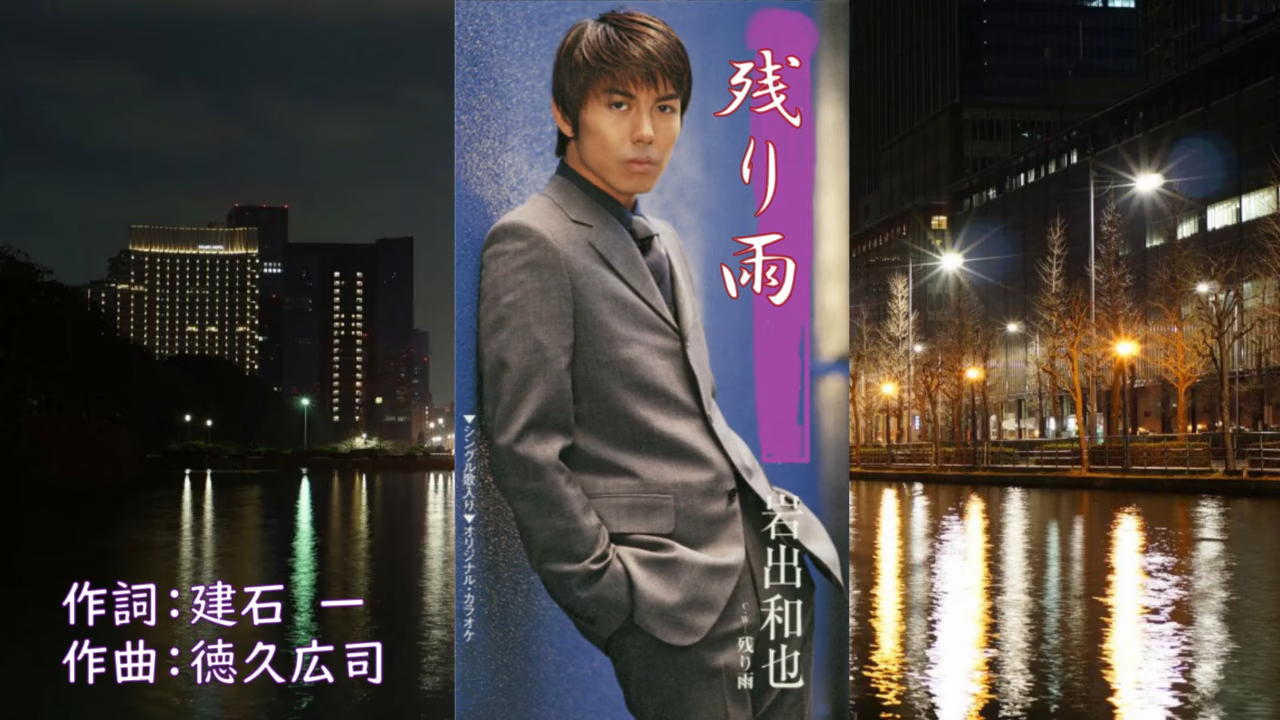 残り雨
▼シングル歌入り▼オリジナル・カラオケ
岩出和也
C/W 残り雨
作詞:建石 一
作曲:徳久広司